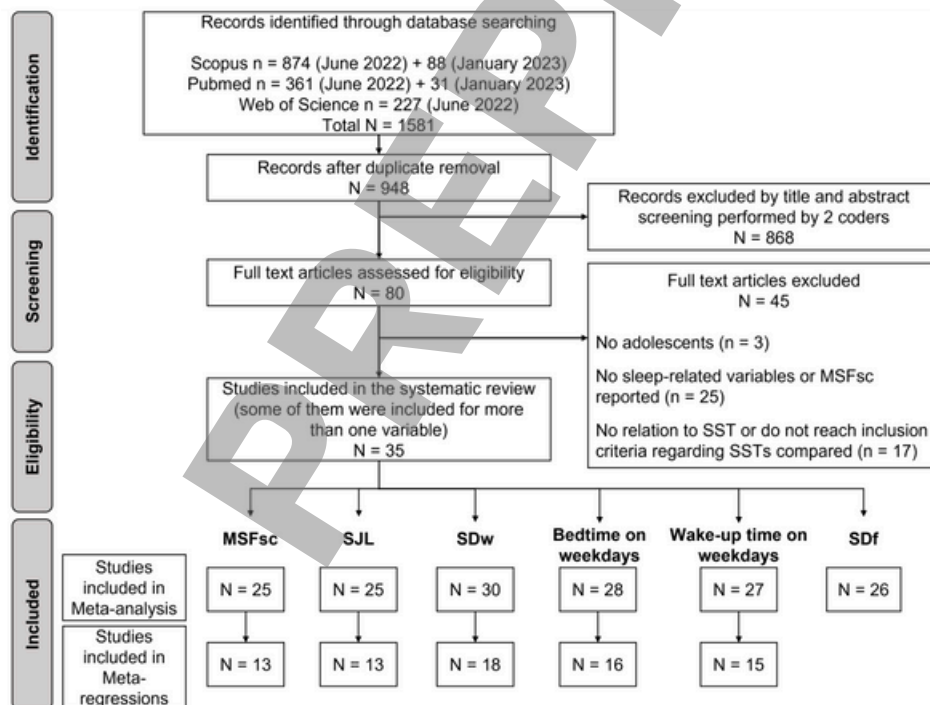 Identification
Records identified through database searching
Scopus n = 874 (June 2022) + 88 (January 2023)
Pubmed n = 361 (June 2022) + 31 (January 2023)
Web of Science n = 227 (June 2022)
Total N = 1581
Records after duplicate removal
N = 948
Records excluded by title and abstract
screening performed by 2 coders
N = 868
Screening
Full text articles assessed for eligibility
N = 80
Full text articles excluded
N = 45
No adolescents (n = 3)
No sleep-related variables or MSFsc
reported (n = 25)
No relation to SST or do not reach inclusion
criteria regarding SSTs compared (n = 17)
Eligibility
Studies included in the systematic review
(some of them were included for more
than one variable)
N = 35
Included
MSFsc
SJL
SDw
Bedtime on
weekdays
Wake-up time on
weekdays
SDf
Studies
included in
Meta-analysis
N = 25
N = 25
N = 30
N = 28
N = 27
N = 26
Studies
included in
Meta-
regressions
N = 13
N = 13
N = 18
N = 16
N = 15